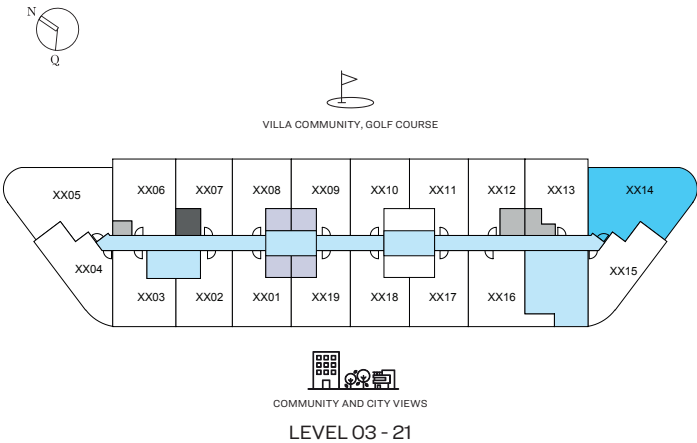 N
Q
VILLA COMMUNITY, GOLF COURSE
XX05
XX06
XX07
XX08
XX09
XX10
XX11
XX12
XX13
XX14
XX04
XX15
XX03
XX02
XX01
XX19
XX18
XX17
XX16
COMMUNITY AND CITY VIEWS
LEVEL 03 - 21